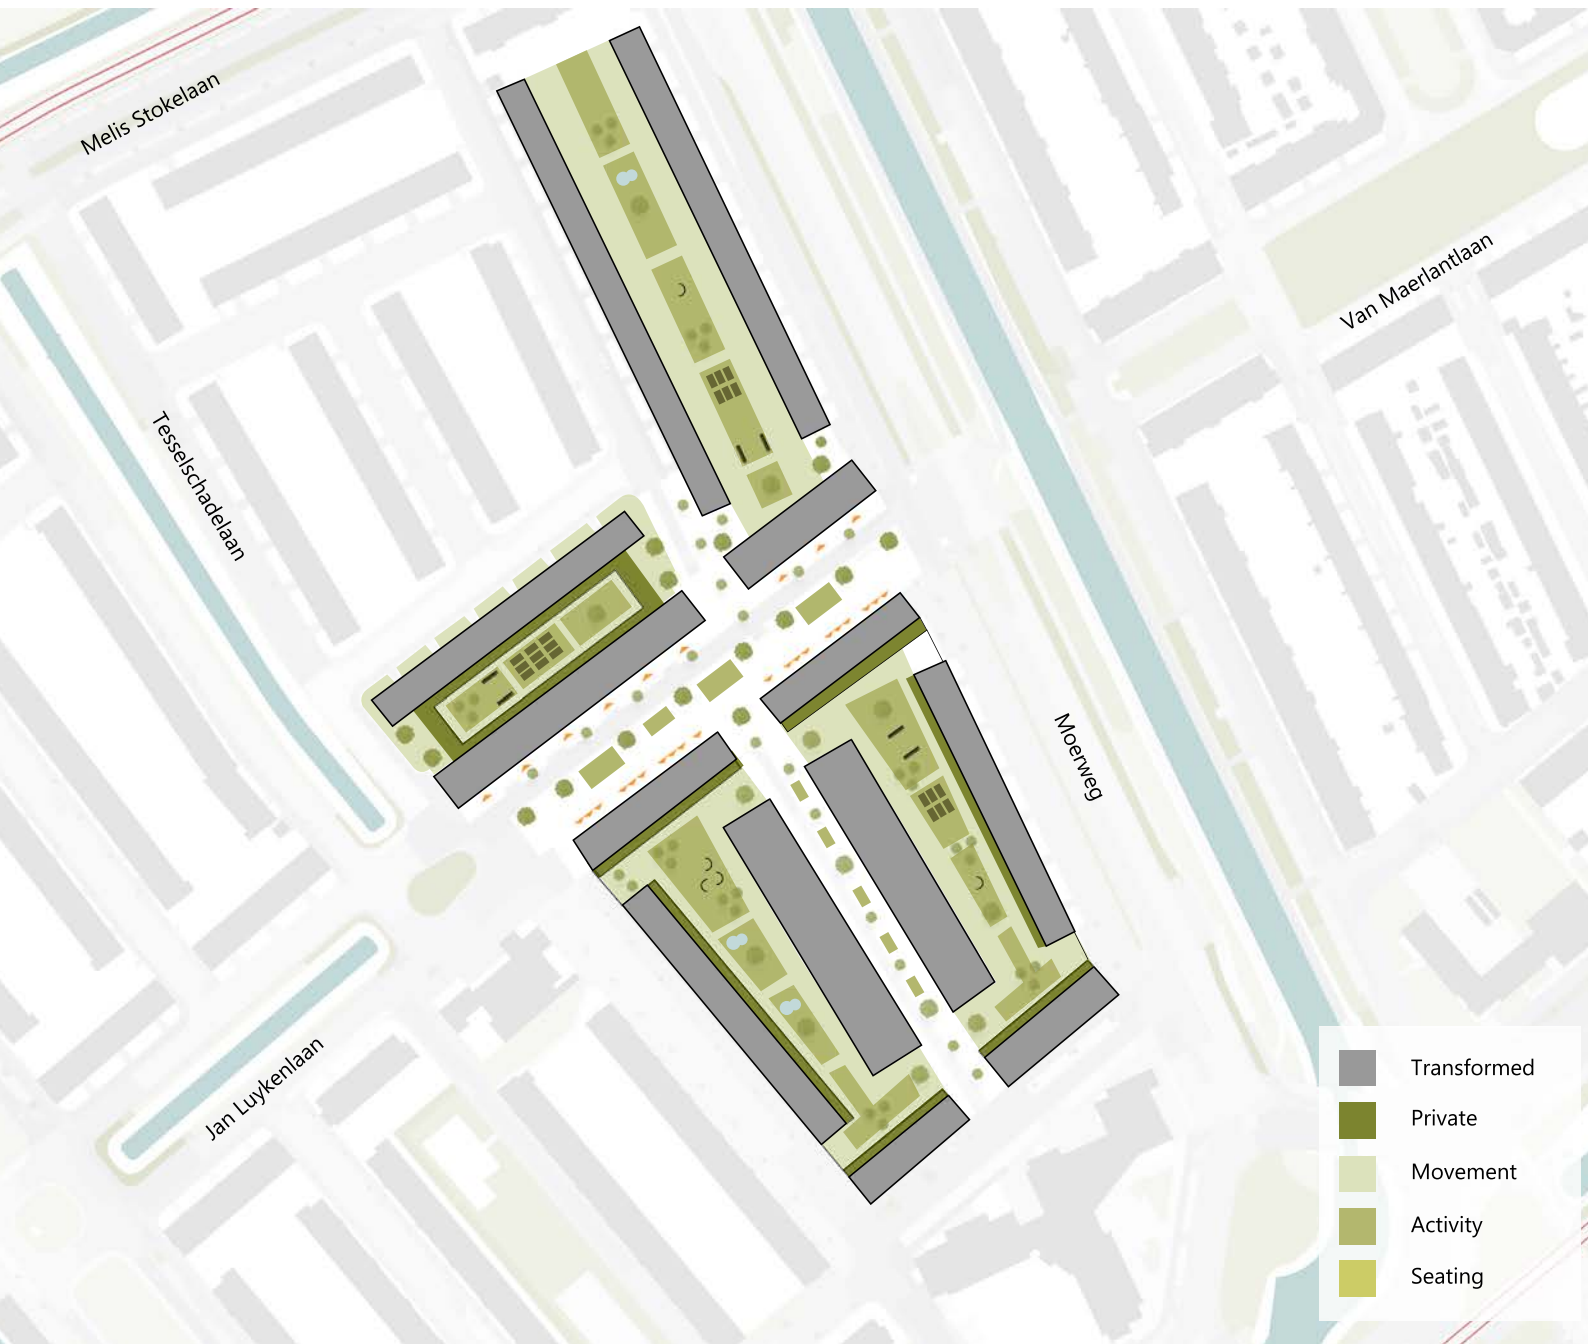 Melis Stokelaan
Van Maerlantlaan
Tesselschadelaan
Moerweg
Jan Luykenlaan
Transformed
Private
Movement
Activity
Seating